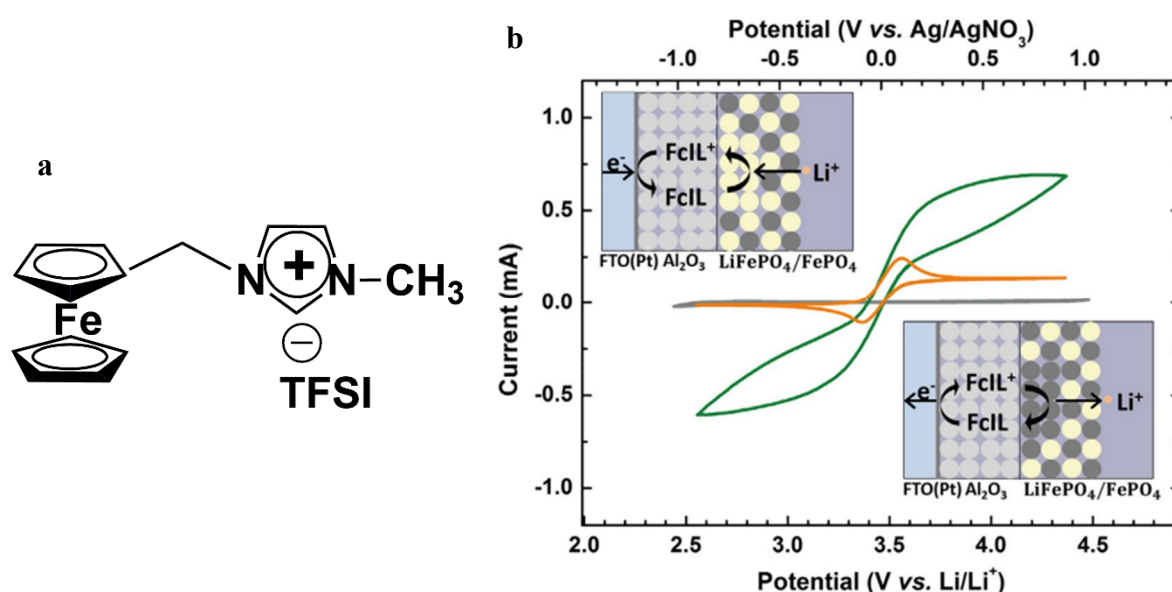 a
N
+
N-CH₃
Fe
−
TFSI
b
Potential (V vs. Ag/AgNO₃)
-1.0 -0.5 0.0 0.5 1.0
Current (mA)
1.0
0.5
0.0
-0.5
-1.0
e⁻
FcIL⁺
FcIL
Li⁺
FTO(Pt) Al₂O₃ LiFePO₄/FePO₄
e⁻
FcIL⁺
FcIL
Li⁺
FTO(Pt) Al₂O₃ LiFePO₄/FePO₄
2.0 2.5 3.0 3.5 4.0 4.5
Potential (V vs. Li/Li⁺)